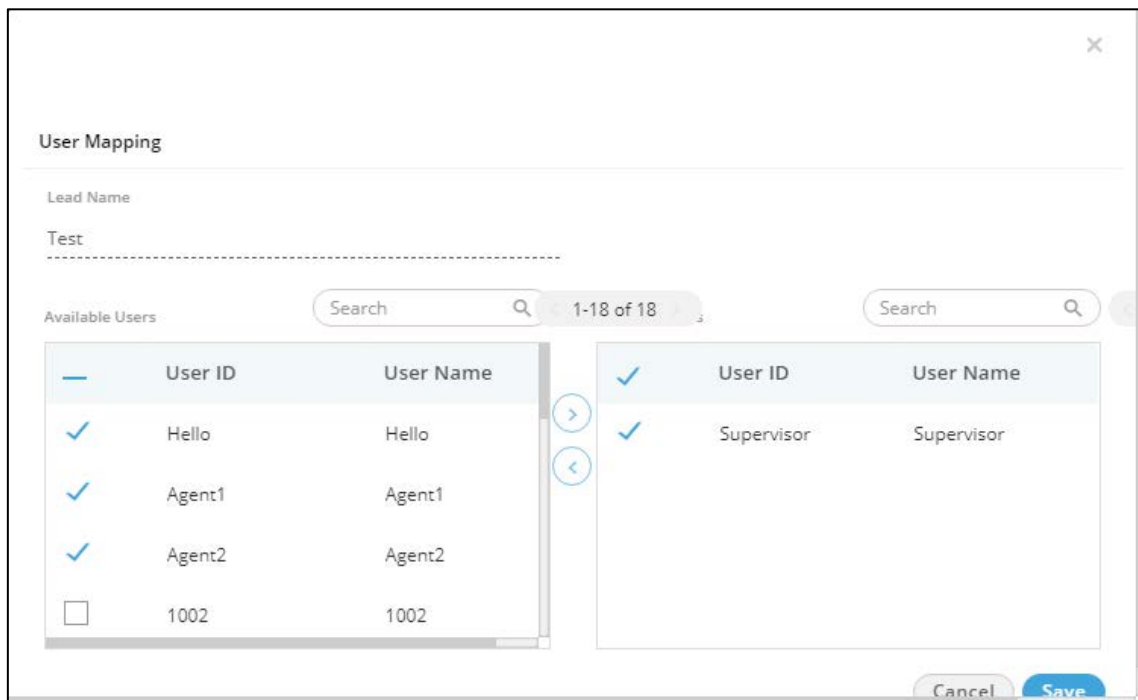 ×
User Mapping
Lead Name
Test
Available Users
Search
< 1-18 of 18 >
Search
User ID User Name
Hello Hello
Agent1 Agent1
Agent2 Agent2
1002 1002
> 
<
User ID User Name
Supervisor Supervisor
Cancel Save